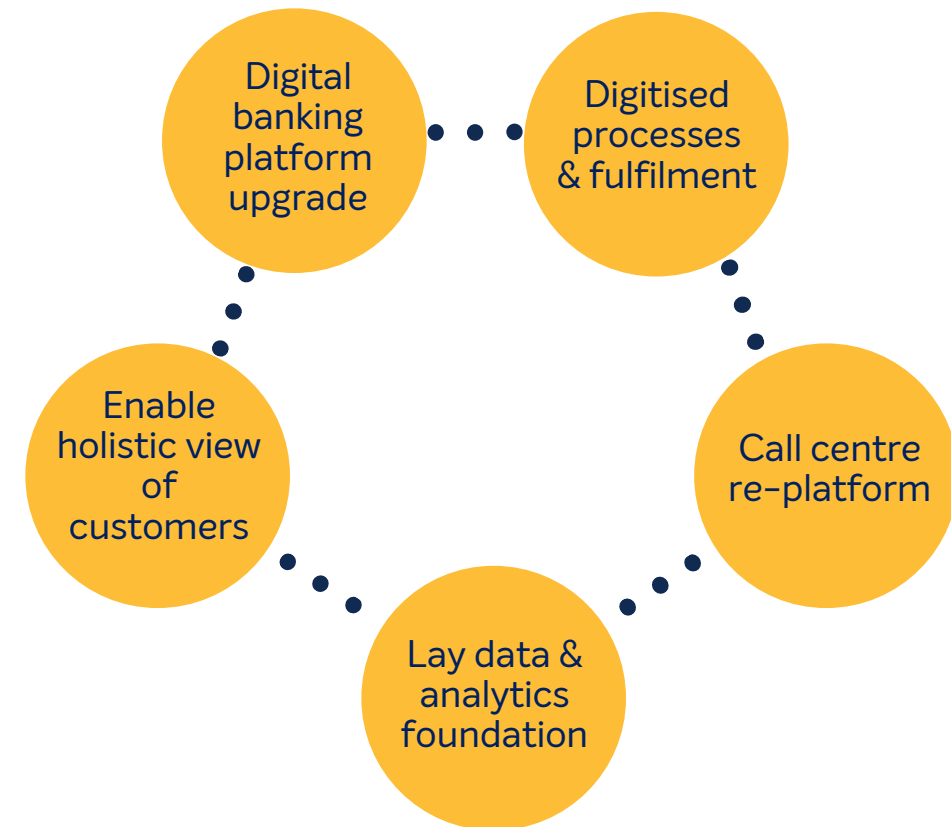 Digital
banking
platform
upgrade
Digitised
processes
& fulfilment
Enable
holistic view
of
customers
Call centre
re-platform
Lay data &
analytics
foundation